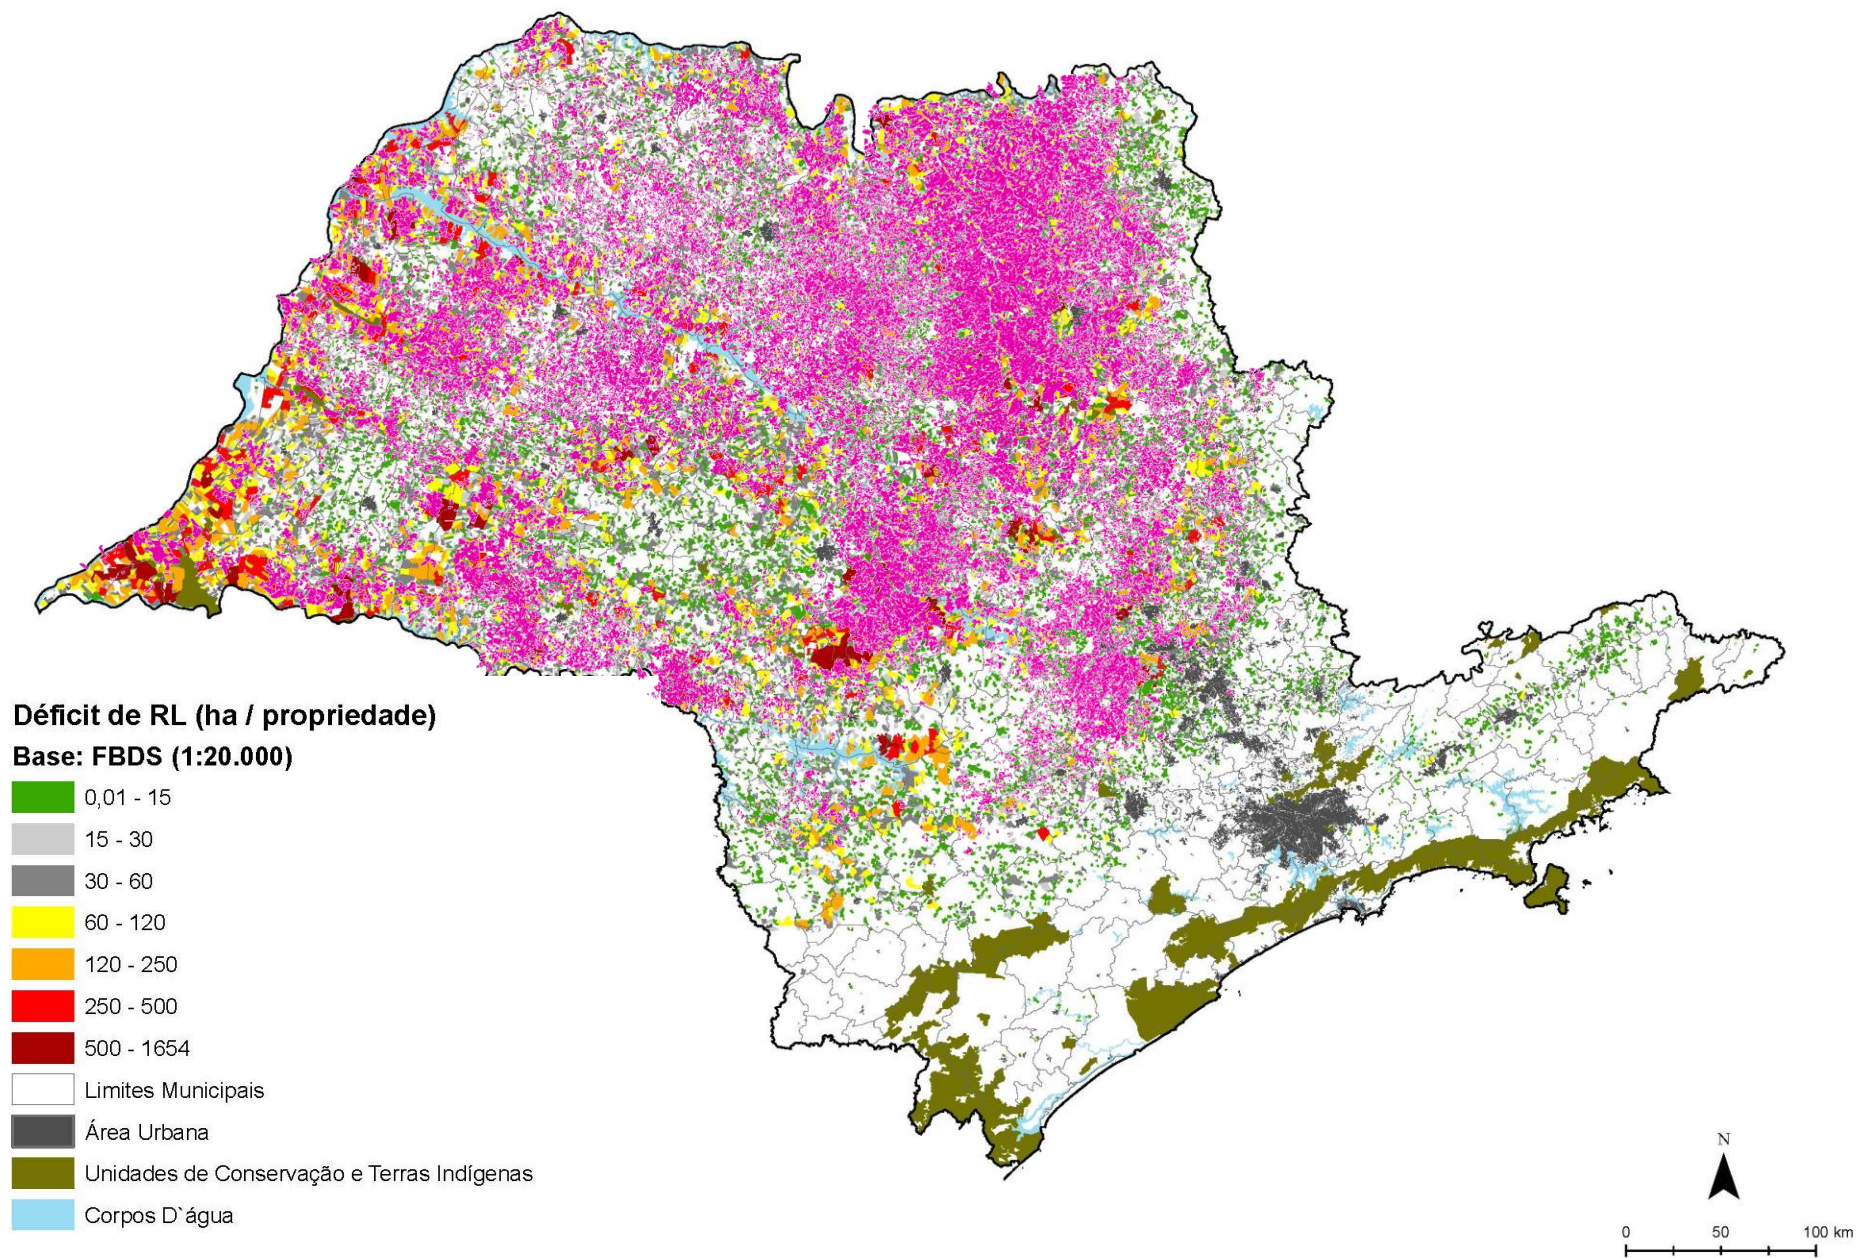 Déficit de RL (ha / propriedade)
Base: FBDS (1:20.000)
0,01 - 15
15 - 30
30 - 60
60 - 120
120 - 250
250 - 500
500 - 1654
Limites Municipais
Área Urbana
Unidades de Conservação e Terras Indígenas
Corpos D`água
N
0 50 100 km